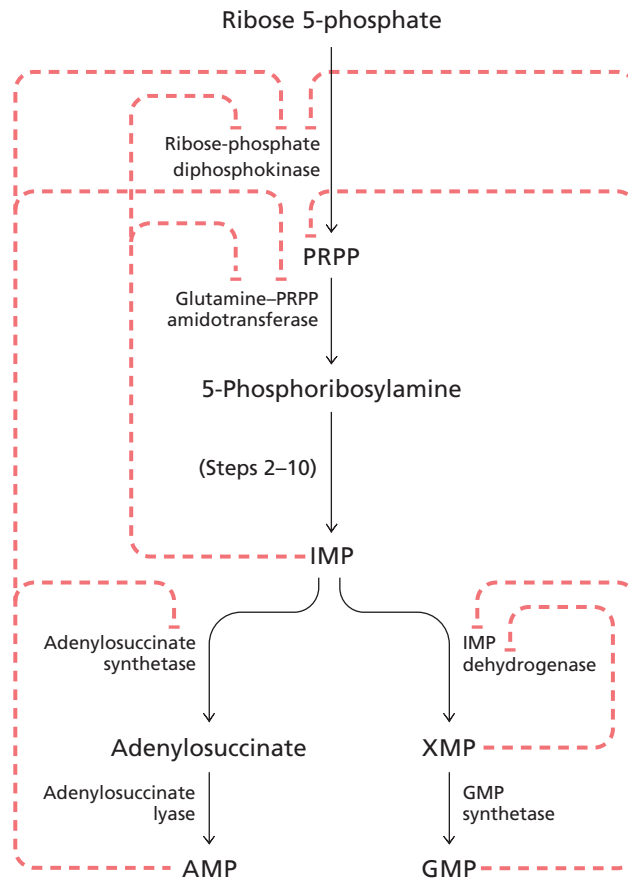 Ribose 5-phosphate
Ribose-phosphate
diphosphokinase
PRPP
Glutamine–PRPP
amidotransferase
5-Phosphoribosylamine
(Steps 2–10)
IMP
Adenylosuccinate
synthetase
IMP
dehydrogenase
Adenylosuccinate
XMP
Adenylosuccinate
lyase
GMP
synthetase
AMP
GMP